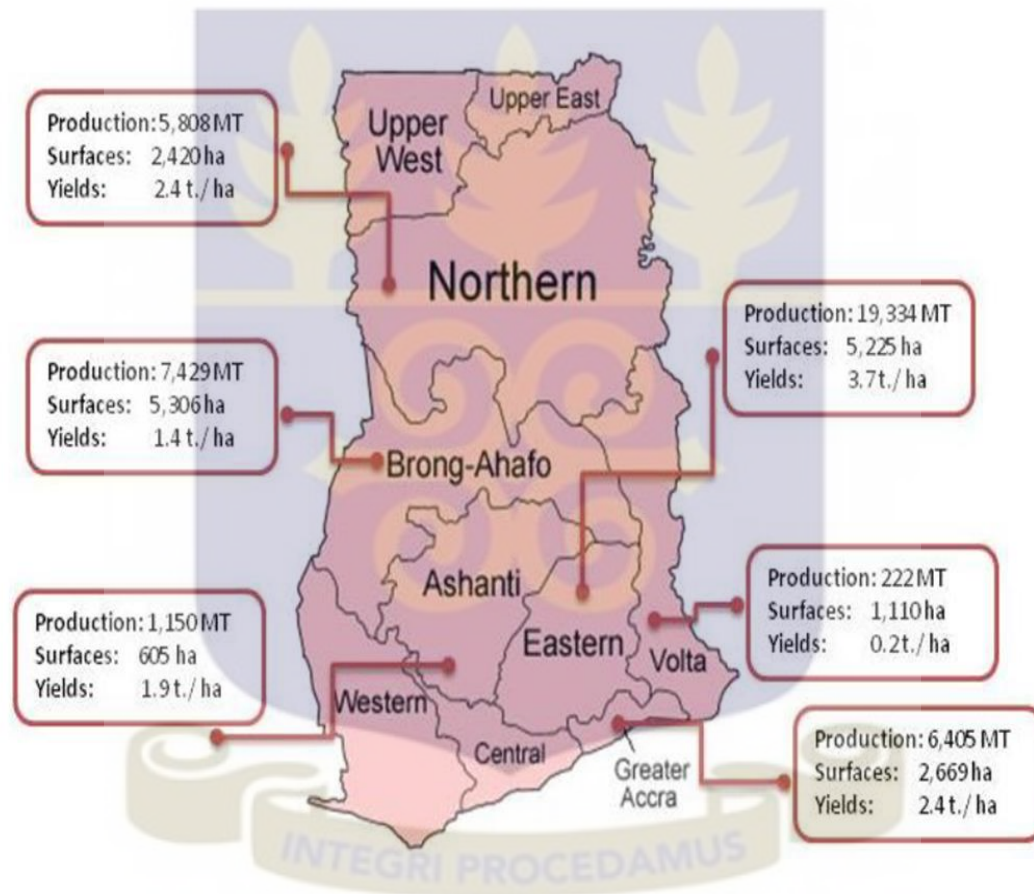 Upper East
Upper
West
Production: 5,808 MT
Surfaces: 2,420 ha
Yields: 2.4 t./ ha
Northern
Production: 19,334 MT
Surfaces: 5,225 ha
Yields: 3.7 t./ ha
Production: 7,429 MT
Surfaces: 5,306 ha
Yields: 1.4 t./ ha
Brong-Ahafo
Ashanti
Production: 222 MT
Surfaces: 1,110 ha
Yields: 0.2 t./ ha
Production: 1,150 MT
Surfaces: 605 ha
Yields: 1.9 t./ ha
Eastern
Volta
Western
Central
Greater
Accra
Production: 6,405 MT
Surfaces: 2,669 ha
Yields: 2.4 t./ ha
INTEGRI PROCEDAMUS